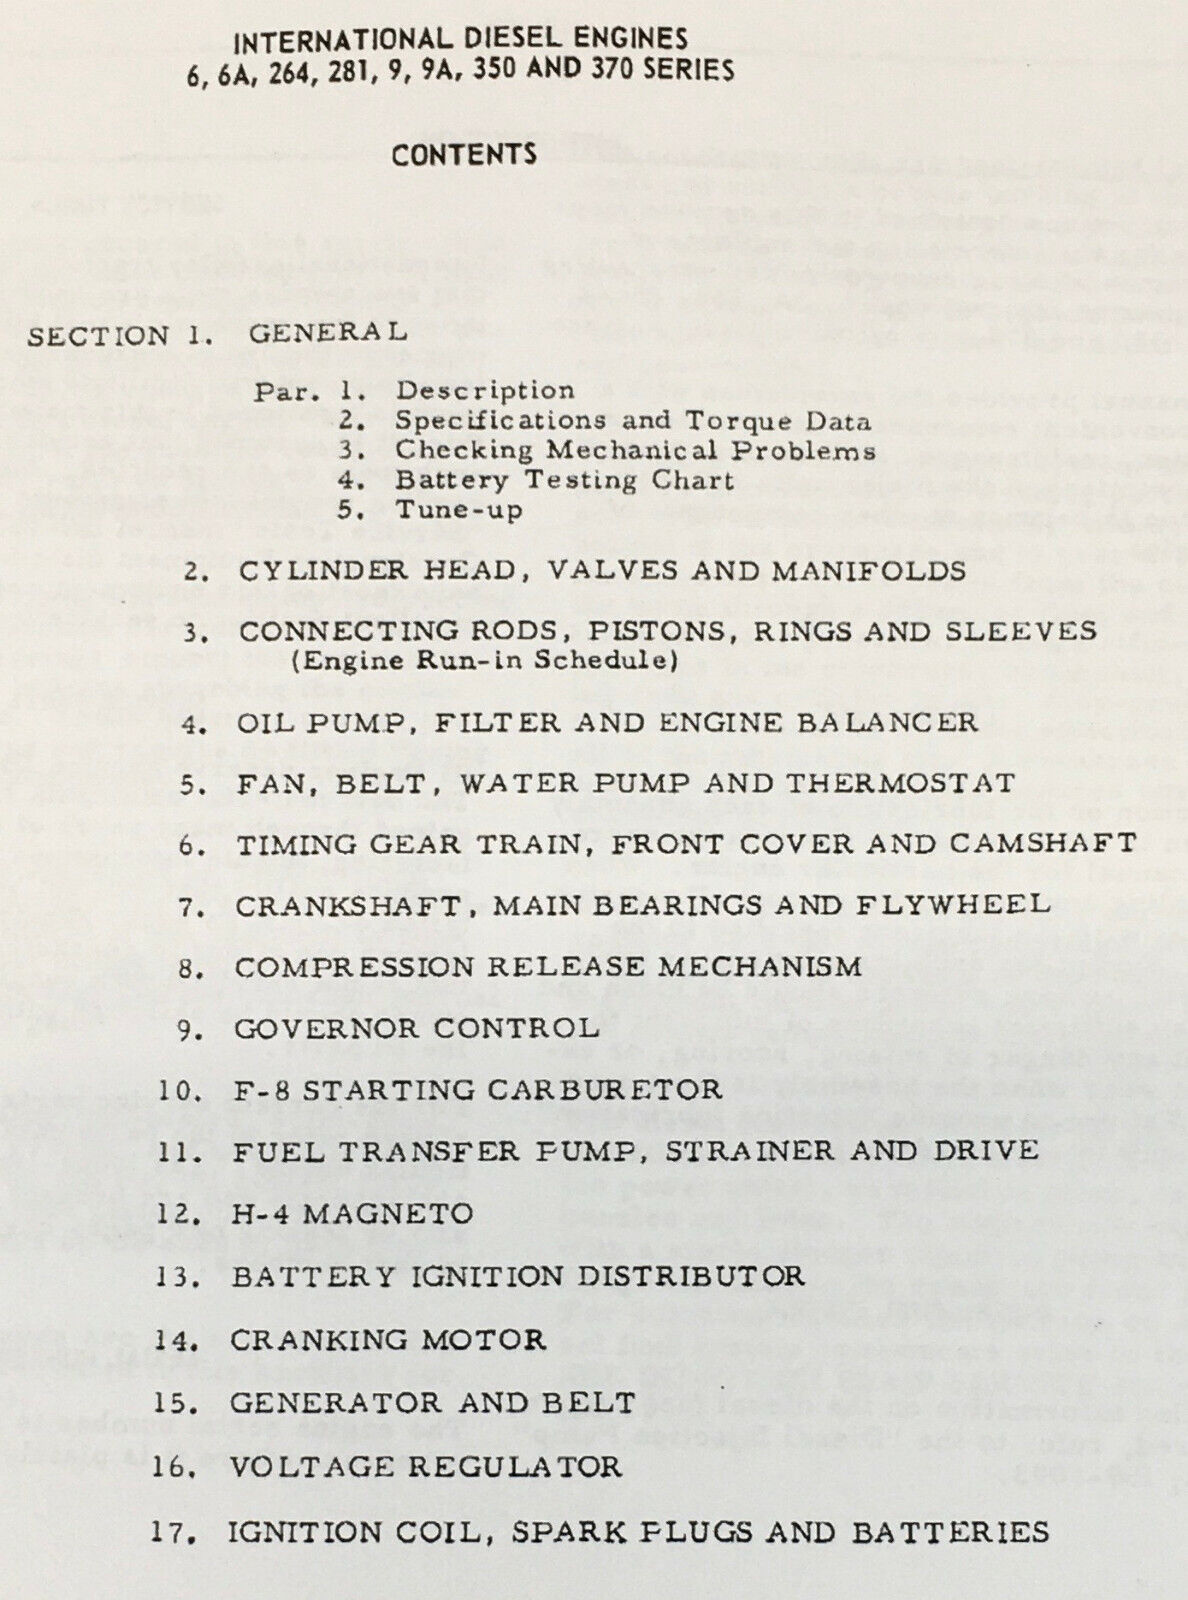 INTERNATIONAL DIESEL ENGINES
6, 6A, 264, 281, 9, 9A, 350 AND 370 SERIES
CONTENTS
SECTION 1. GENERAL
Par. 1. Description
2. Specifications and Torque Data
3. Checking Mechanical Problems
4. Battery Testing Chart
5. Tune-up
2. CYLINDER HEAD, VALVES AND MANIFOLDS
3. CONNECTING RODS, PISTONS, RINGS AND SLEEVES
(Engine Run-in Schedule)
4. OIL PUMP, FILTER AND ENGINE BALANCER
5. FAN, BELT, WATER PUMP AND THERMOSTAT
6. TIMING GEAR TRAIN, FRONT COVER AND CAMSHAFT
7. CRANKSHAFT, MAIN BEARINGS AND FLYWHEEL
8. COMPRESSION RELEASE MECHANISM
9. GOVERNOR CONTROL
10. F-8 STARTING CARBURETOR
11. FUEL TRANSFER PUMP, STRAINER AND DRIVE
12. H-4 MAGNETO
13. BATTERY IGNITION DISTRIBUTOR
14. CRANKING MOTOR
15. GENERATOR AND BELT
16. VOLTAGE REGULATOR
17. IGNITION COIL, SPARK PLUGS AND BATTERIES